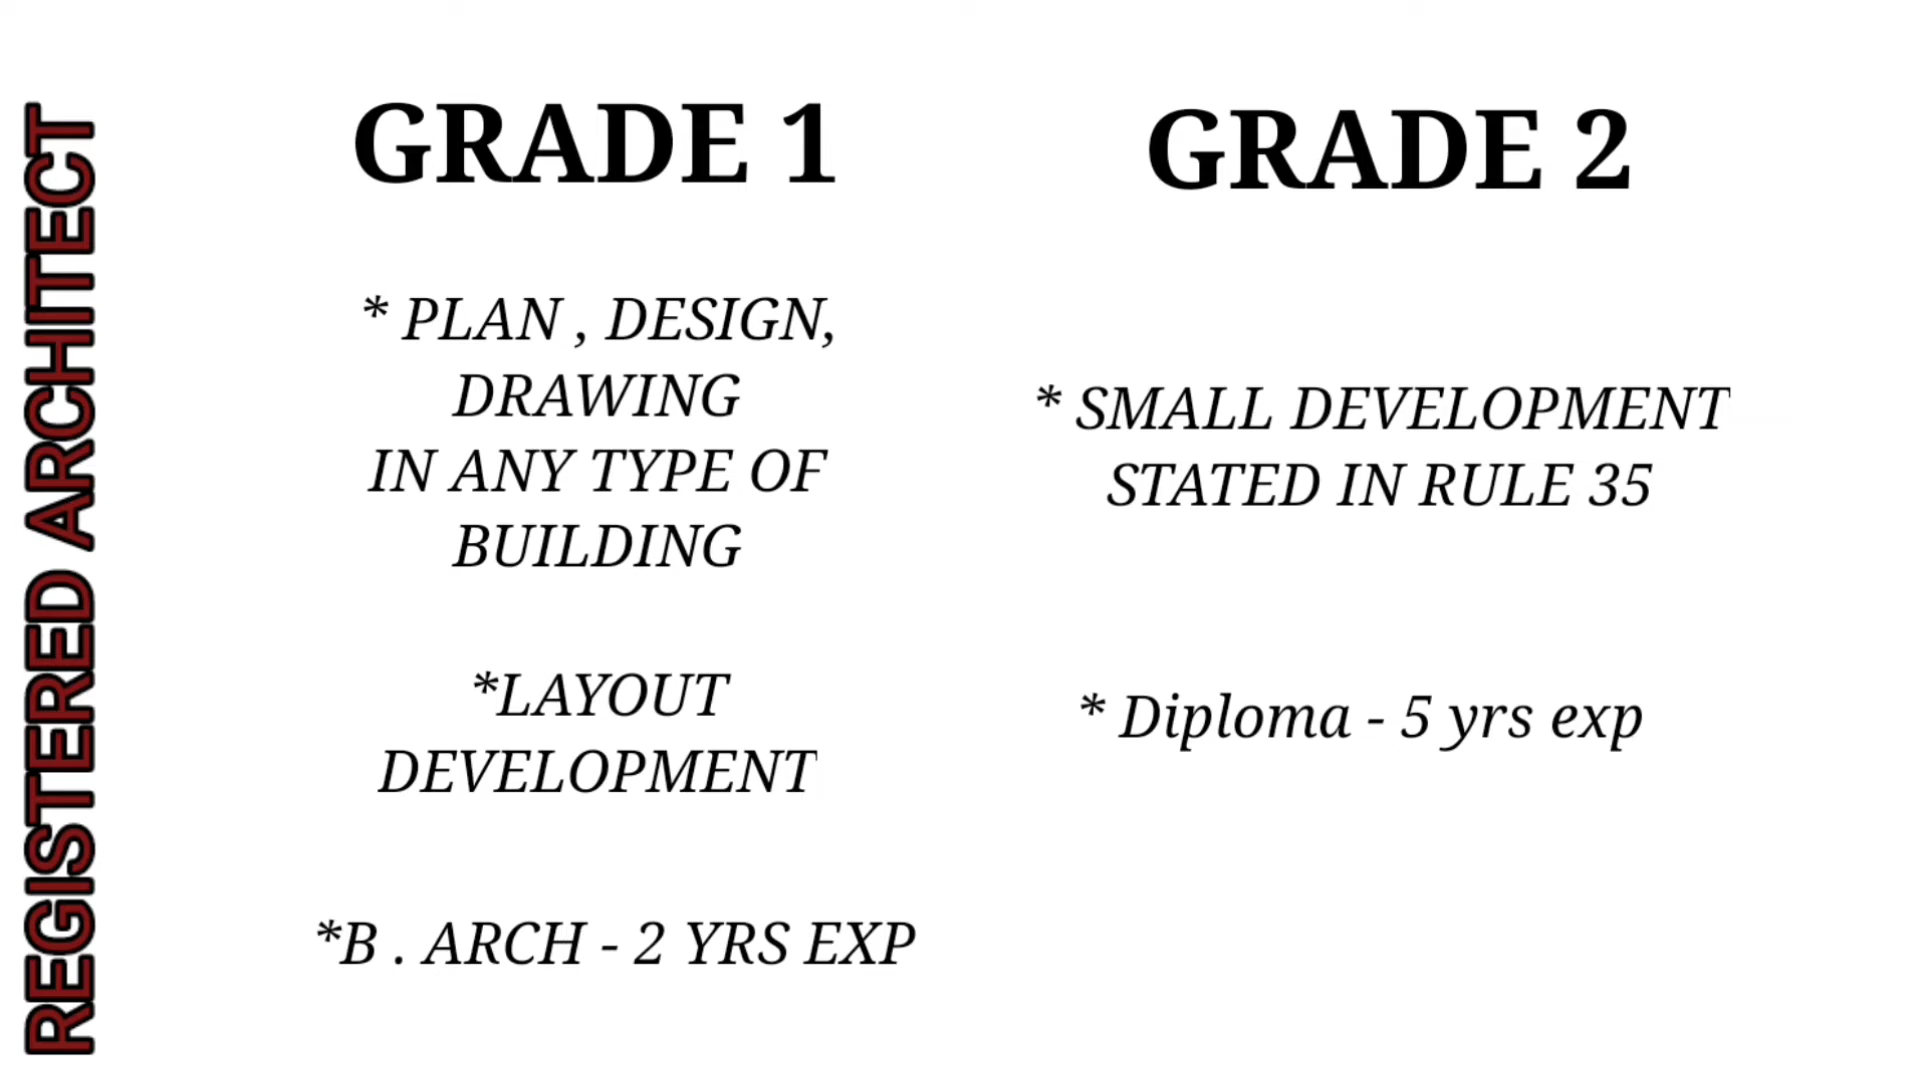 REGISTERED ARCHITECT
GRADE 1
* PLAN , DESIGN,
DRAWING
IN ANY TYPE OF
BUILDING
*LAYOUT
DEVELOPMENT
*B . ARCH - 2 YRS EXP
GRADE 2
* SMALL DEVELOPMENT
STATED IN RULE 35
* Diploma - 5 yrs exp